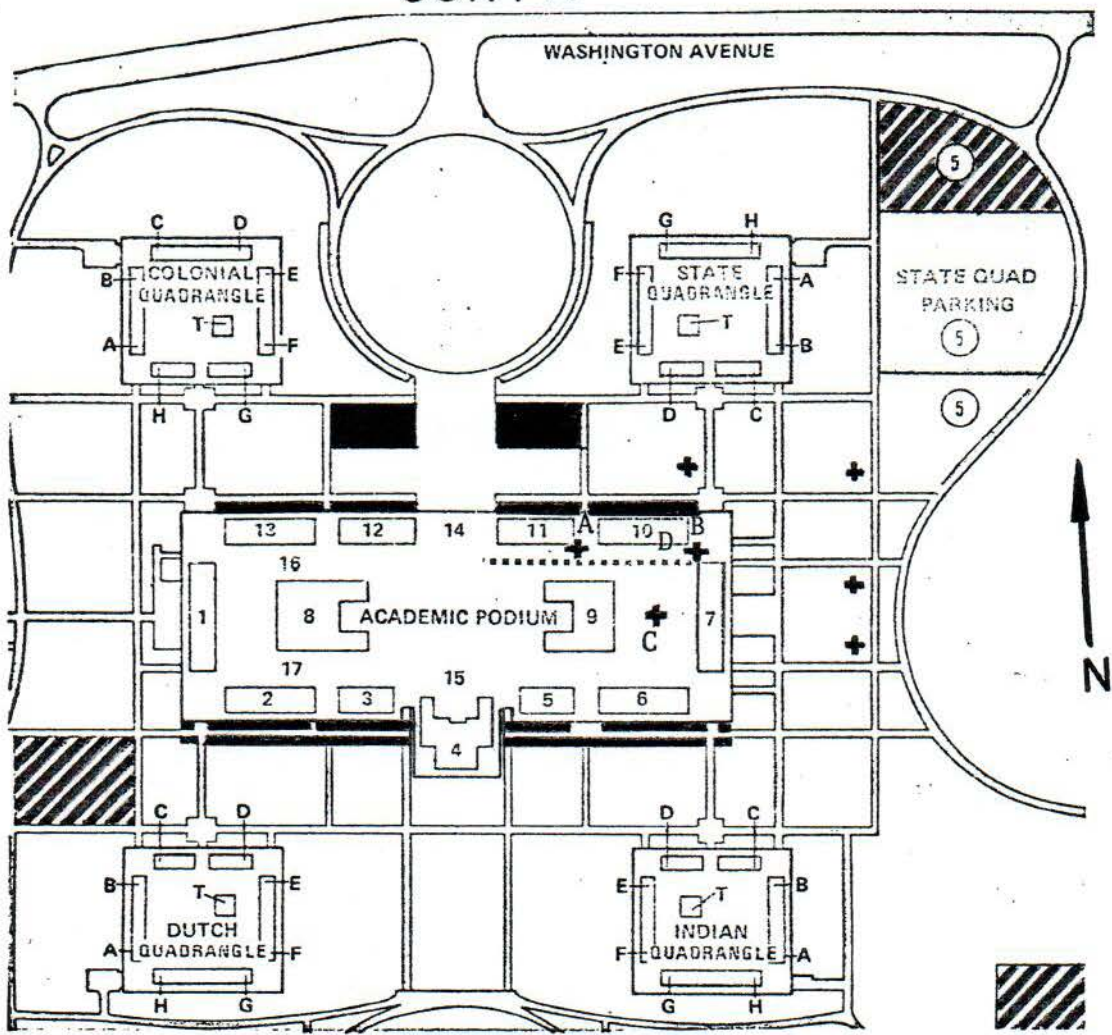 WASHINGTON AVENUE
5
C D
G H
B COLONIAL E
QUADRANGLE
F STATE A
QUADRANGLE
STATE QUAD
PARKING
T
T
5
A F
E B
H G
D C
5
13 12 14 11 A 10 B
D
16
1 8 ACADEMIC PODIUM 9 7
C
17
15
2 3 5 6
4
N
C D
D C
B E
E B
T
T
DUTCH
A QUADRANGLE F
INDIAN
F QUADRANGLE A
H G
G H